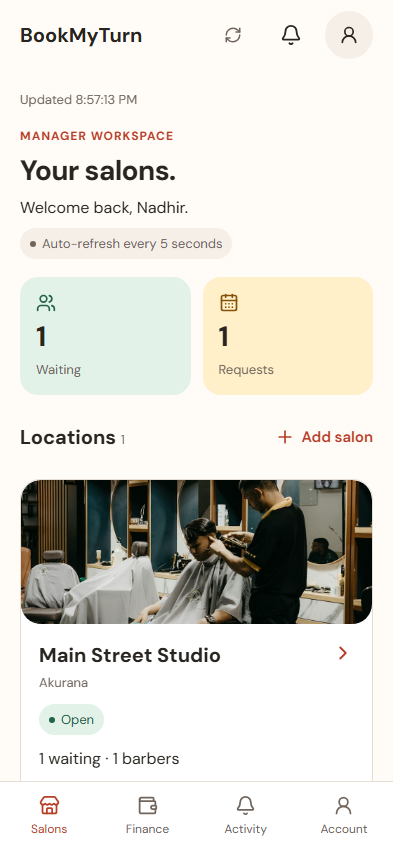 BookMyTurn
Updated 8:57:13 PM
MANAGER WORKSPACE
Your salons.
Welcome back, Nadhir.
Auto-refresh every 5 seconds
1
Waiting
1
Requests
Locations 1
Add salon
Main Street Studio
Akurana
Open
1 waiting · 1 barbers
Salons
Finance
Activity
Account